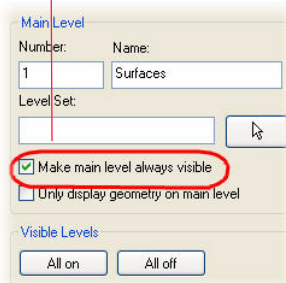 Main Level
Number: Name:
1 Surfaces
Level Set:
Make main level always visible
Only display geometry on main level
Visible Levels
All on All off